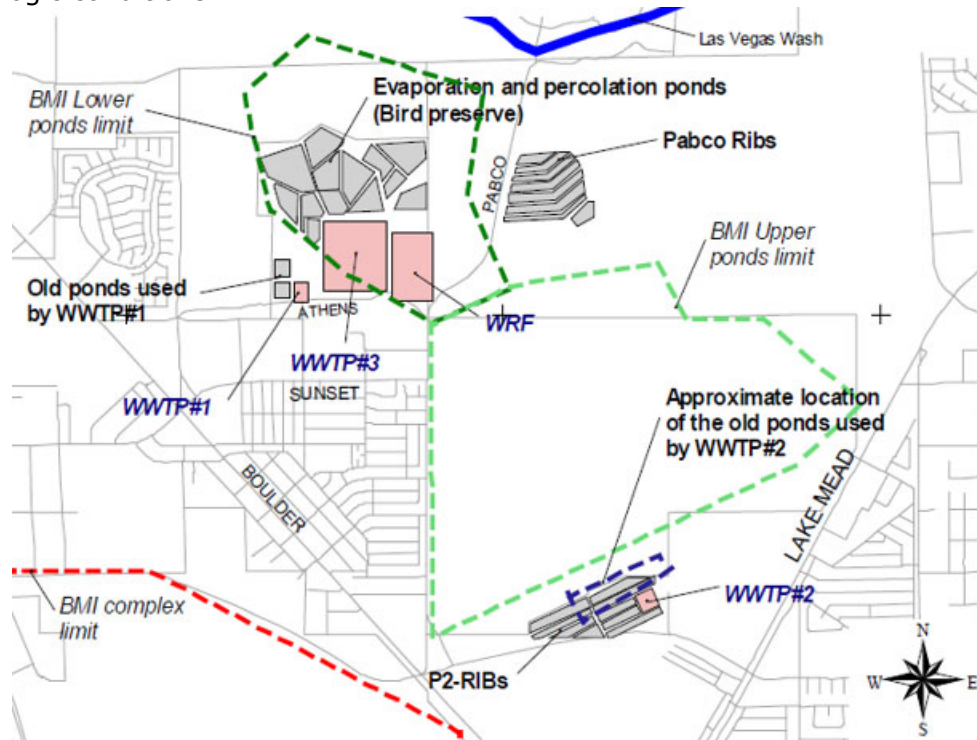 Las Vegas Wash
BMI Lower
ponds limit
Evaporation and percolation ponds
(Bird preserve)
Pabco Ribs
PABCO
BMI Upper
ponds limit
Old ponds used
by WWTP#1
ATHENS
WRF
WWTP#3
SUNSET
WWTP#1
Approximate location
of the old ponds used
by WWTP#2
BOULDER
LAKE MEAD
BMI complex
limit
WWTP#2
P2-RIBs
N
W
E
S